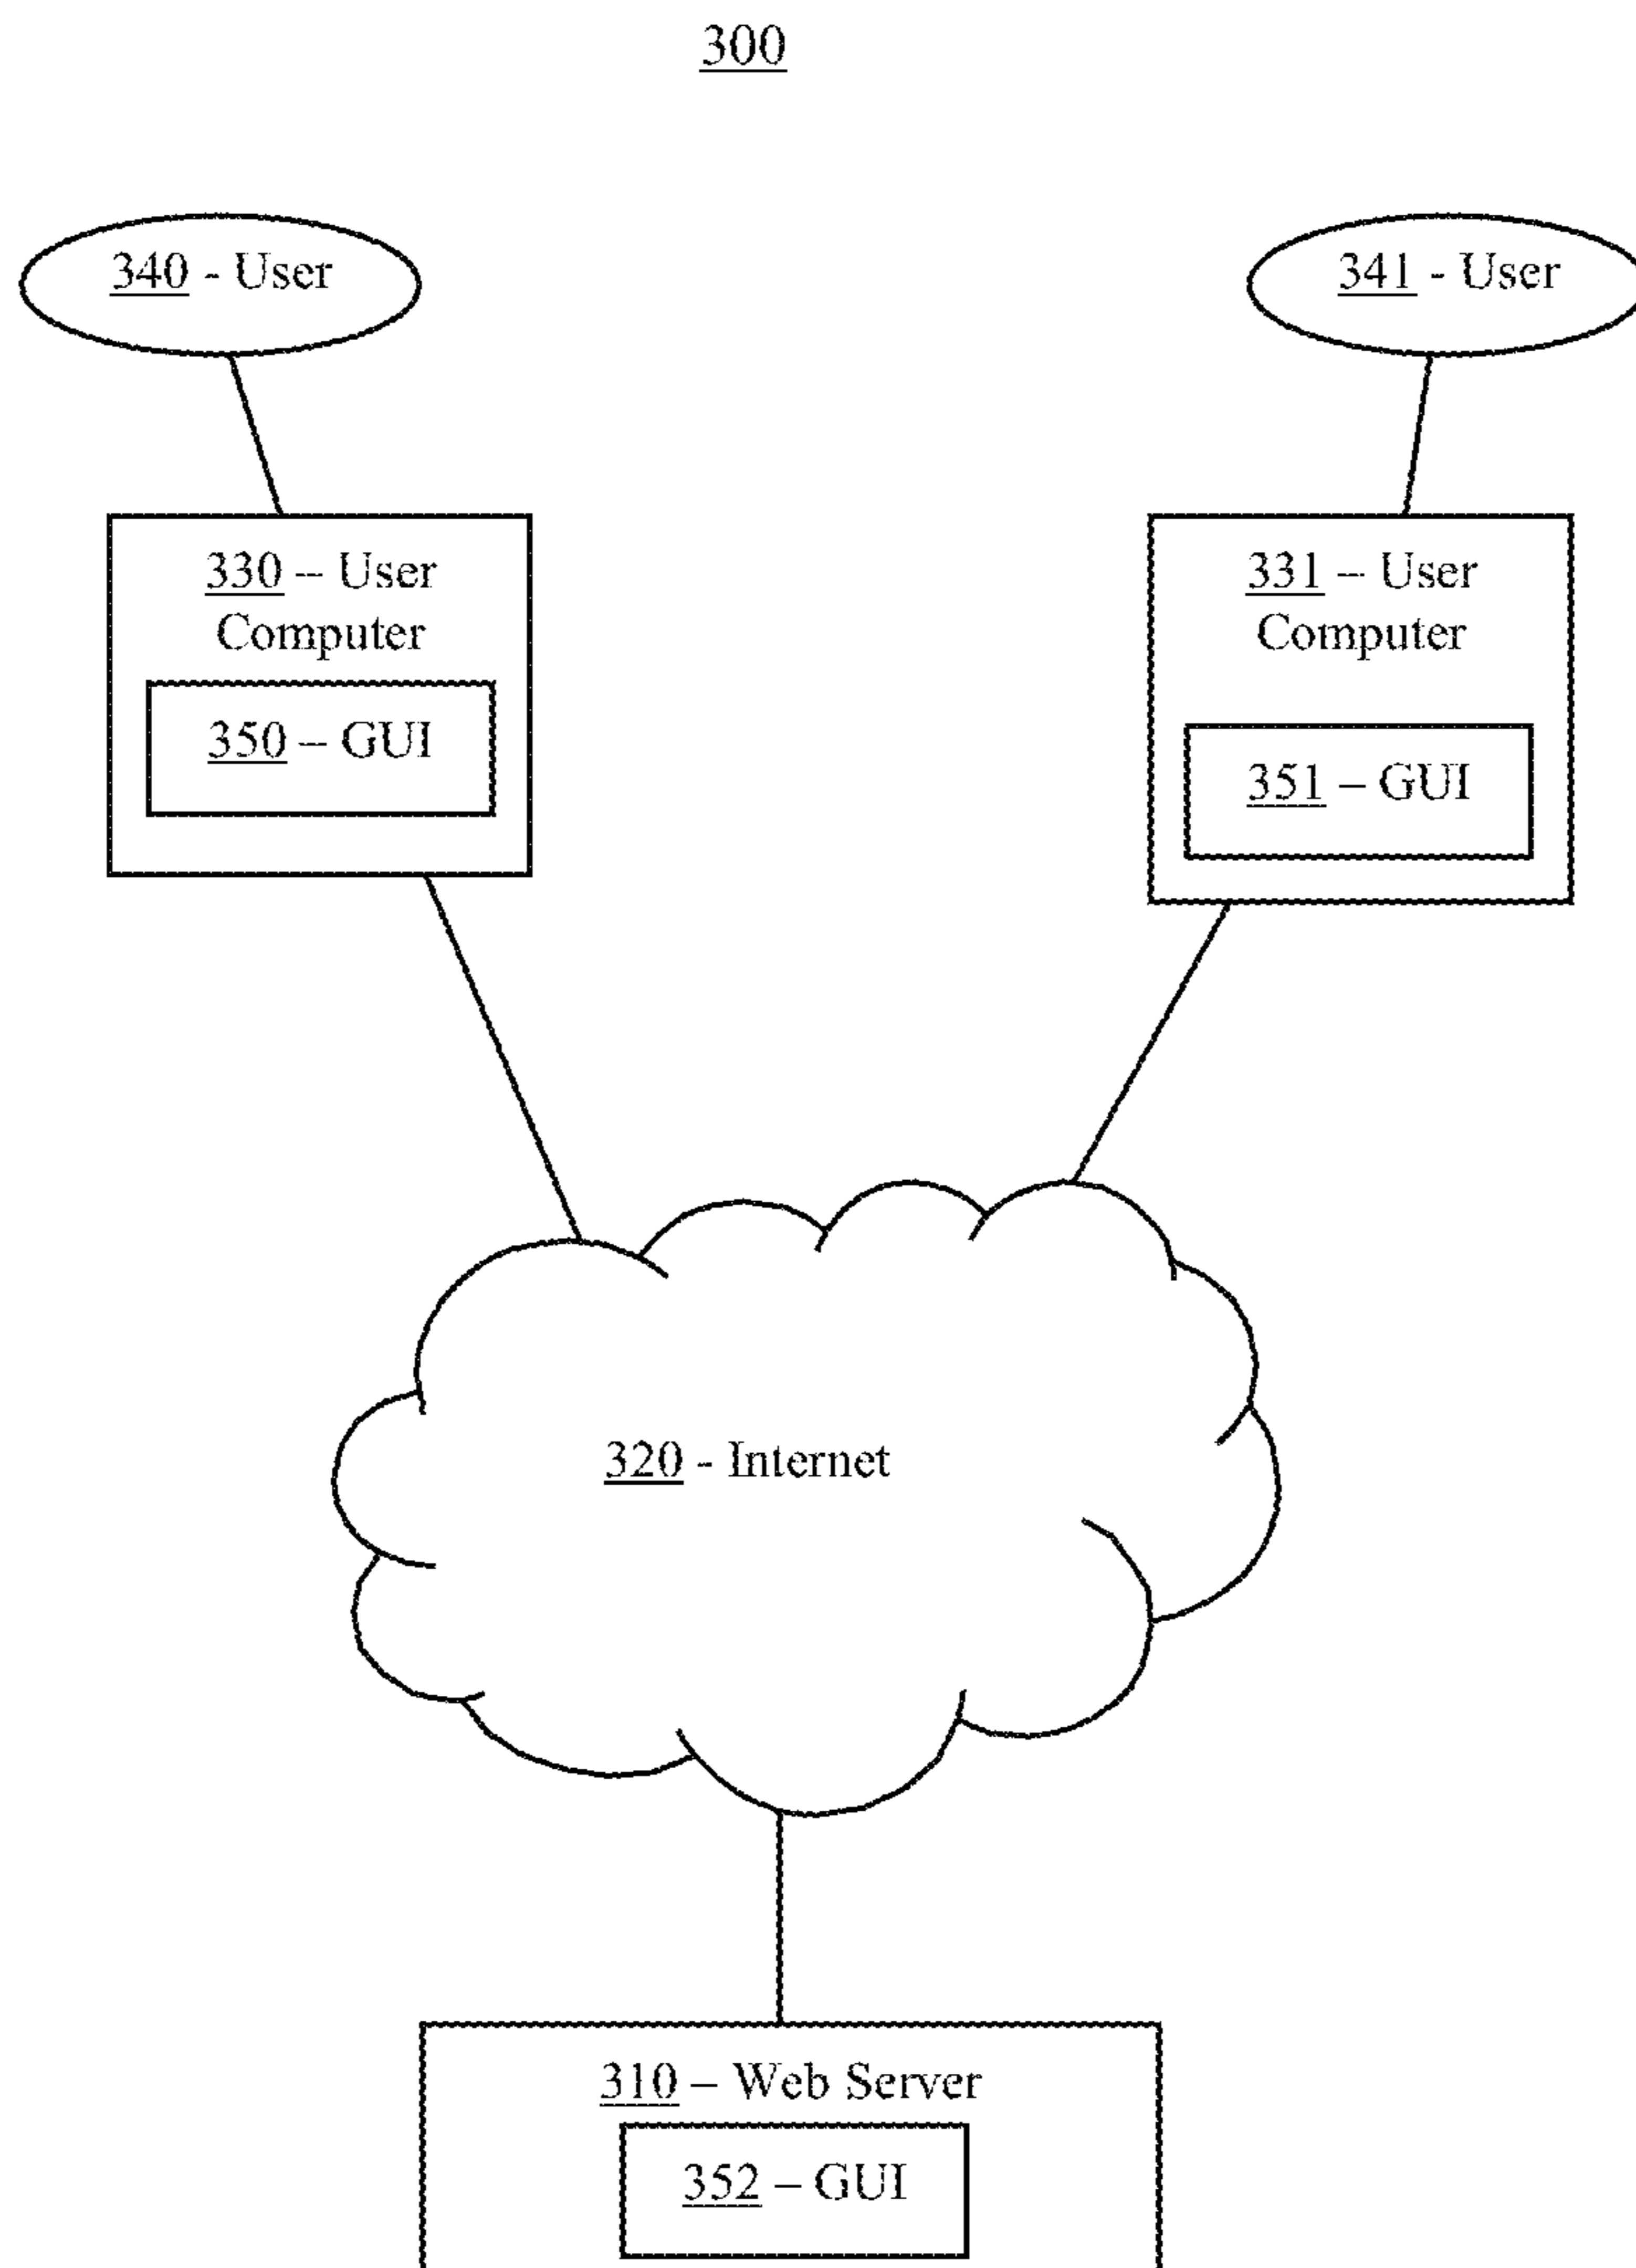 300
340 - User
341 - User
330 – User
Computer
350 – GUI
331 – User
Computer
351 – GUI
320 - Internet
310 – Web Server
352 – GUI